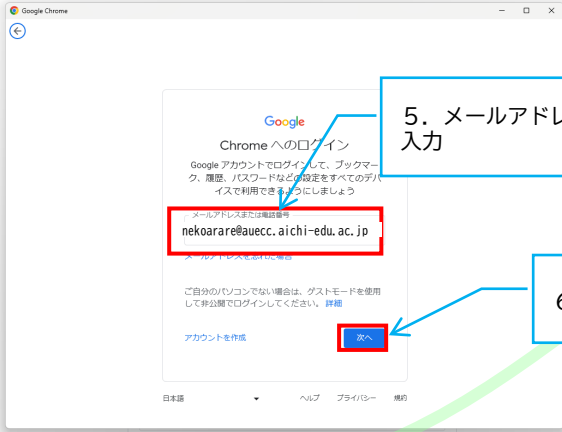 Google Chrome
Google
Chrome へのログイン
Google アカウントでログインして、ブックマー
ク、履歴、パスワードなどの設定をすべてのデバ
イスで利用できるようにしましょう
メールアドレスまたは電話番号
nekoarare@auecc.aichi-edu.ac.jp
メールアドレスを忘れた場合
ご自分のパソコンでない場合は、ゲストモードを使用
して非公開でログインしてください。 詳細
アカウントを作成
次へ
日本語 ヘルプ プライバシー 規約
5．メールアドレ
入力
6